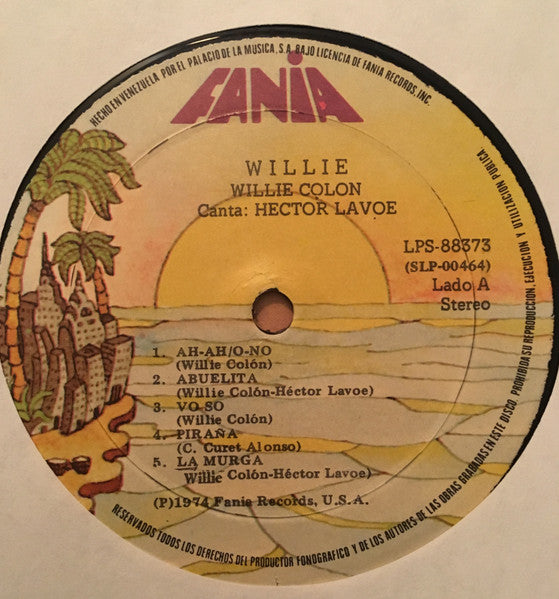 HECHO EN VENEZUELA POR EL PALACIO DE LA MUSICA, S.A. BAJO LICENCIA DE FANIA RECORDS, INC.
FANIA
WILLIE
WILLIE COLON
Canta: HECTOR LAVOE
LPS-88373
(SLP-00464)
Lado A
Stereo
1. AH-AH/O-NO
(Willie Colón)
2. ABUELITA
(Willie Colón-Héctor Lavoe)
3. VO SO
(Willie Colón)
4. PIRAÑA
(C. Curet Alonso)
5. LA MURGA
Willie Colón-Héctor Lavoe)
(P)1974 Fania Records, U.S.A.
RESERVADOS TODOS LOS DERECHOS DEL PRODUCTOR FONOGRAFICO Y DE LOS AUTORES DE LAS OBRAS GRABADAS EN ESTE DISCO. PROHIBIDA SU REPRODUCCION, EJECUCION Y UTILIZACION PUBLICA.